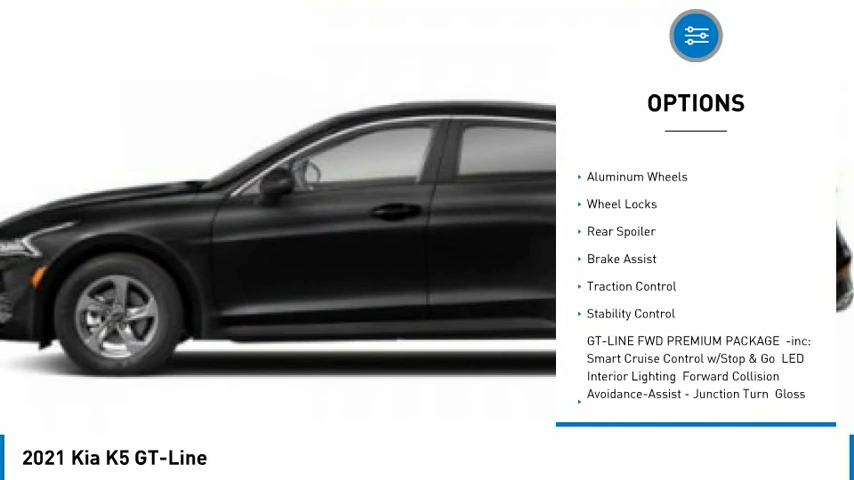 OPTIONS
Aluminum Wheels
Wheel Locks
Rear Spoiler
Brake Assist
Traction Control
Stability Control
GT-LINE FWD PREMIUM PACKAGE -inc:
Smart Cruise Control w/Stop & Go LED
Interior Lighting Forward Collision
Avoidance-Assist - Junction Turn Gloss
2021 Kia K5 GT-Line